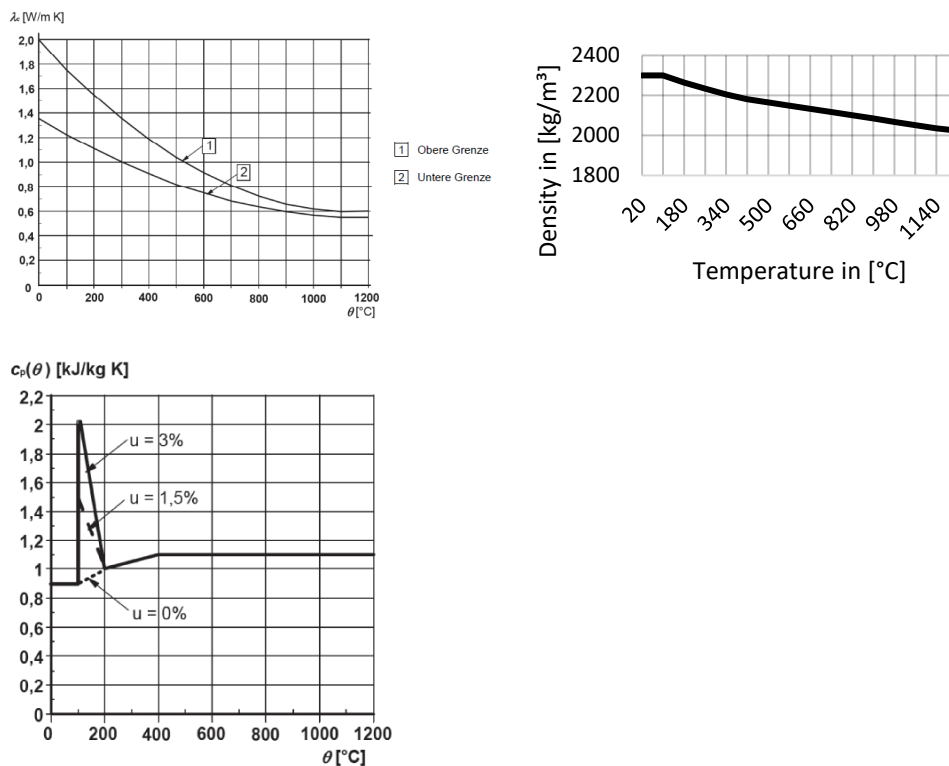 λc [W/m K]
2,0
1,8
1,6
1,4
1,2
1,0
0,8
0,6
0,4
0,2
0
0 200 400 600 800 1000 1200
θ [°C]
1
2
1 Obere Grenze
2 Untere Grenze
Density in [kg/m³]
2400
2200
2000
1800
20 180 340 500 660 820 980 1140
Temperature in [°C]
cp(θ) [kJ/kg K]
2,2
2
1,8
1,6
1,4
1,2
1
0,8
0,6
0,4
0,2
0
u = 3%
u = 1,5%
u = 0%
0 200 400 600 800 1000 1200
θ [°C]